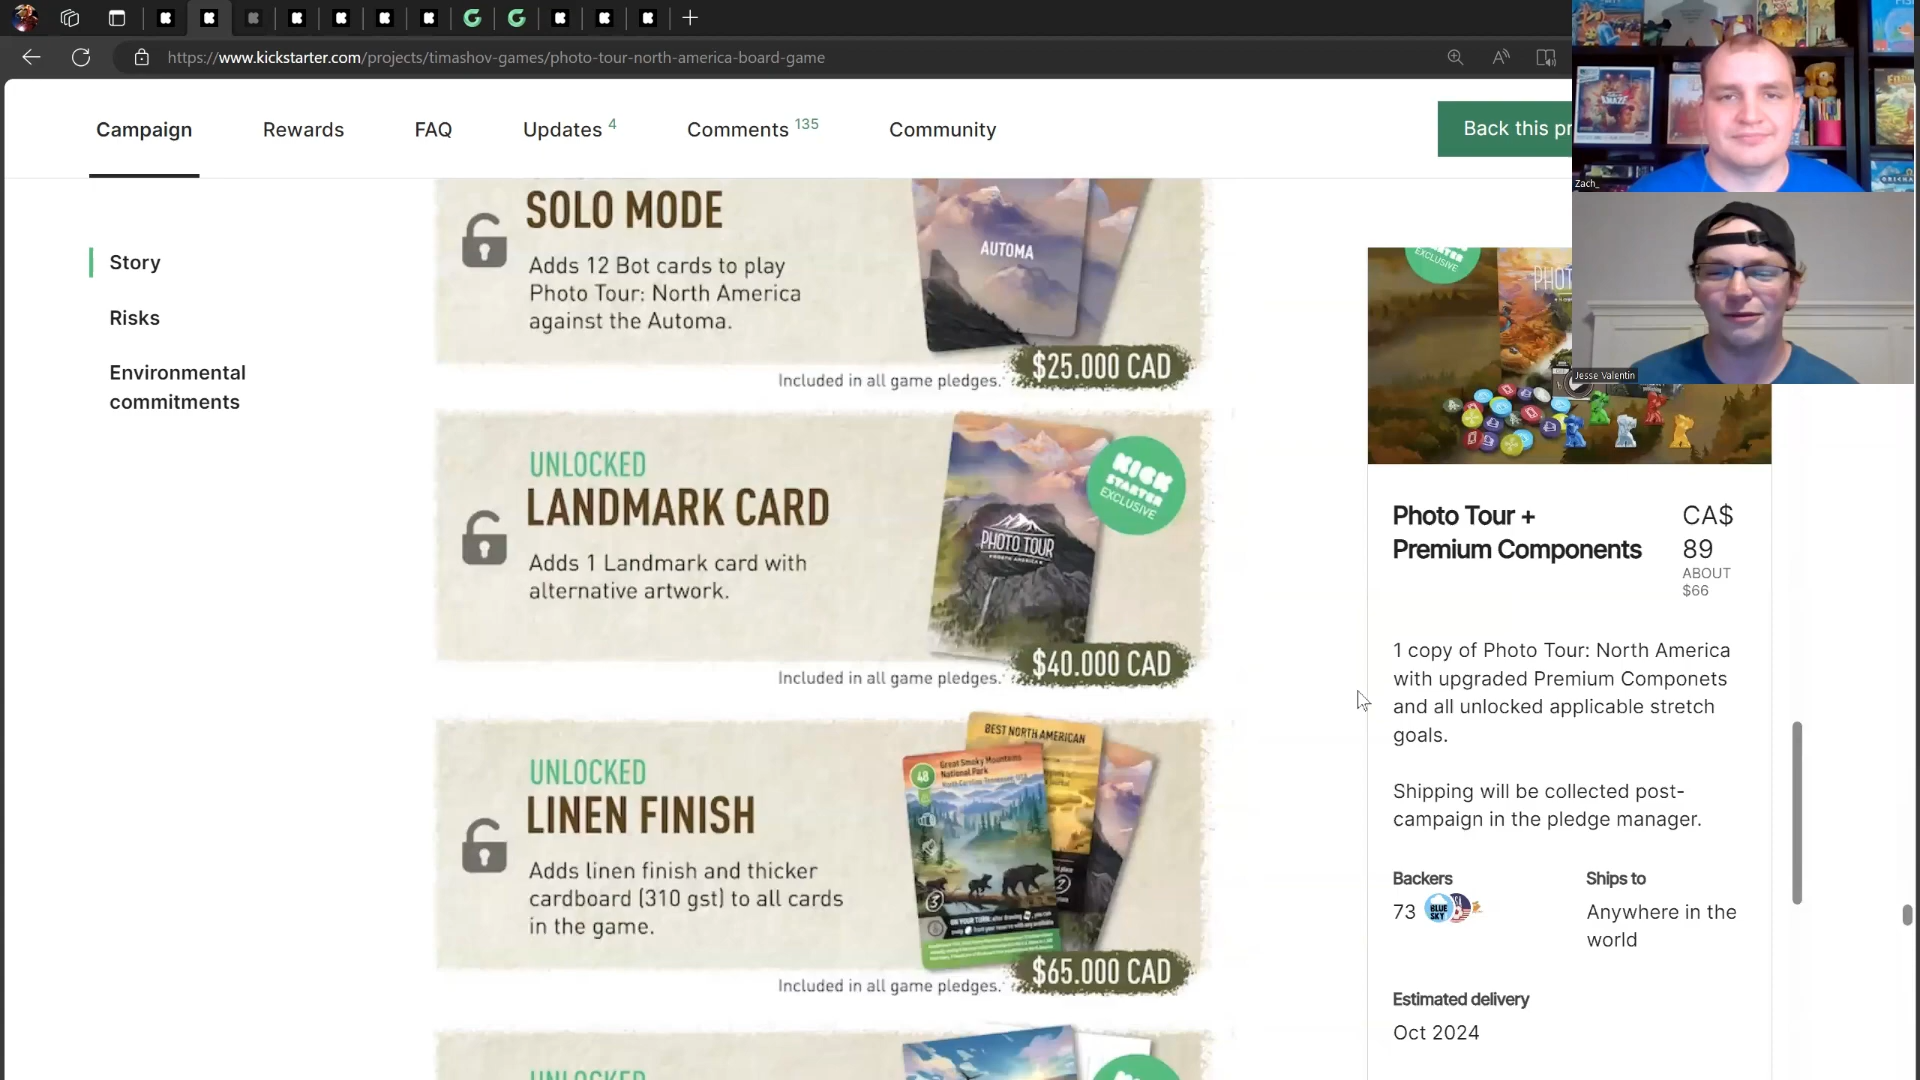 https://www.kickstarter.com/projects/timashov-games/photo-tour-north-america-board-game
Campaign
Rewards
FAQ
Updates 4
Comments 135
Community
Back this pr
Zach_
Jesse Valentin
Story
Risks
Environmental
commitments
SOLO MODE
Adds 12 Bot cards to play
Photo Tour: North America
against the Automa.
AUTOMA
$25.000 CAD
Included in all game pledges.
UNLOCKED
LANDMARK CARD
Adds 1 Landmark card with
alternative artwork.
PHOTO TOUR
NORTH AMERICA
KICK
STARTER
EXCLUSIVE
$40.000 CAD
Included in all game pledges.
UNLOCKED
LINEN FINISH
Adds linen finish and thicker
cardboard (310 gst) to all cards
in the game.
BEST NORTH AMERICAN
48
Great Smoky Mountains
National Park
3
2
$65.000 CAD
Included in all game pledges.
UNLOCKED
EXCLUSIVE
PHOT
Photo Tour +
Premium Components
CA$
89
ABOUT
$66
1 copy of Photo Tour: North America
with upgraded Premium Componets
and all unlocked applicable stretch
goals.
Shipping will be collected post-
campaign in the pledge manager.
Backers
73
BLUE
SKY
Ships to
Anywhere in the
world
Estimated delivery
Oct 2024